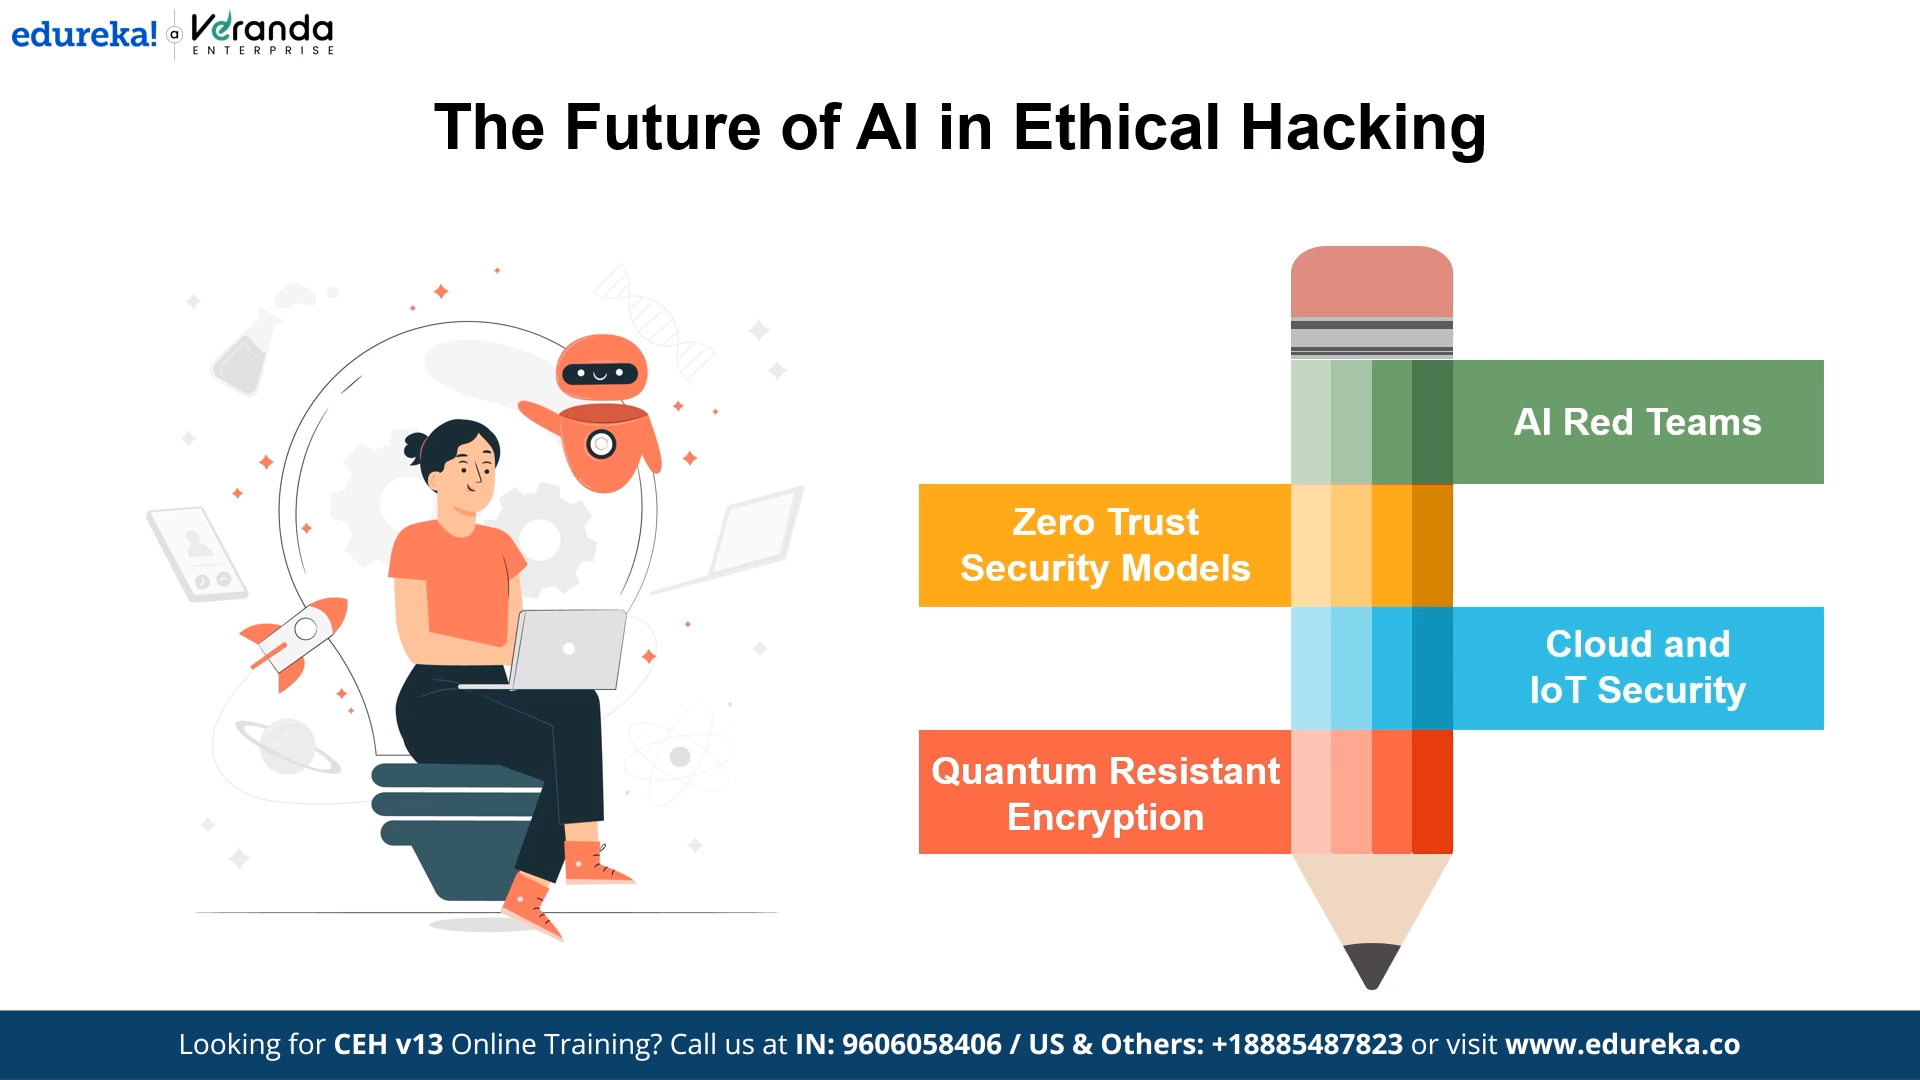 edureka! a Veranda
ENTERPRISE
The Future of AI in Ethical Hacking
AI Red Teams
Zero Trust
Security Models
Cloud and
IoT Security
Quantum Resistant
Encryption
Looking for CEH v13 Online Training? Call us at IN: 9606058406 / US & Others: +18885487823 or visit www.edureka.co